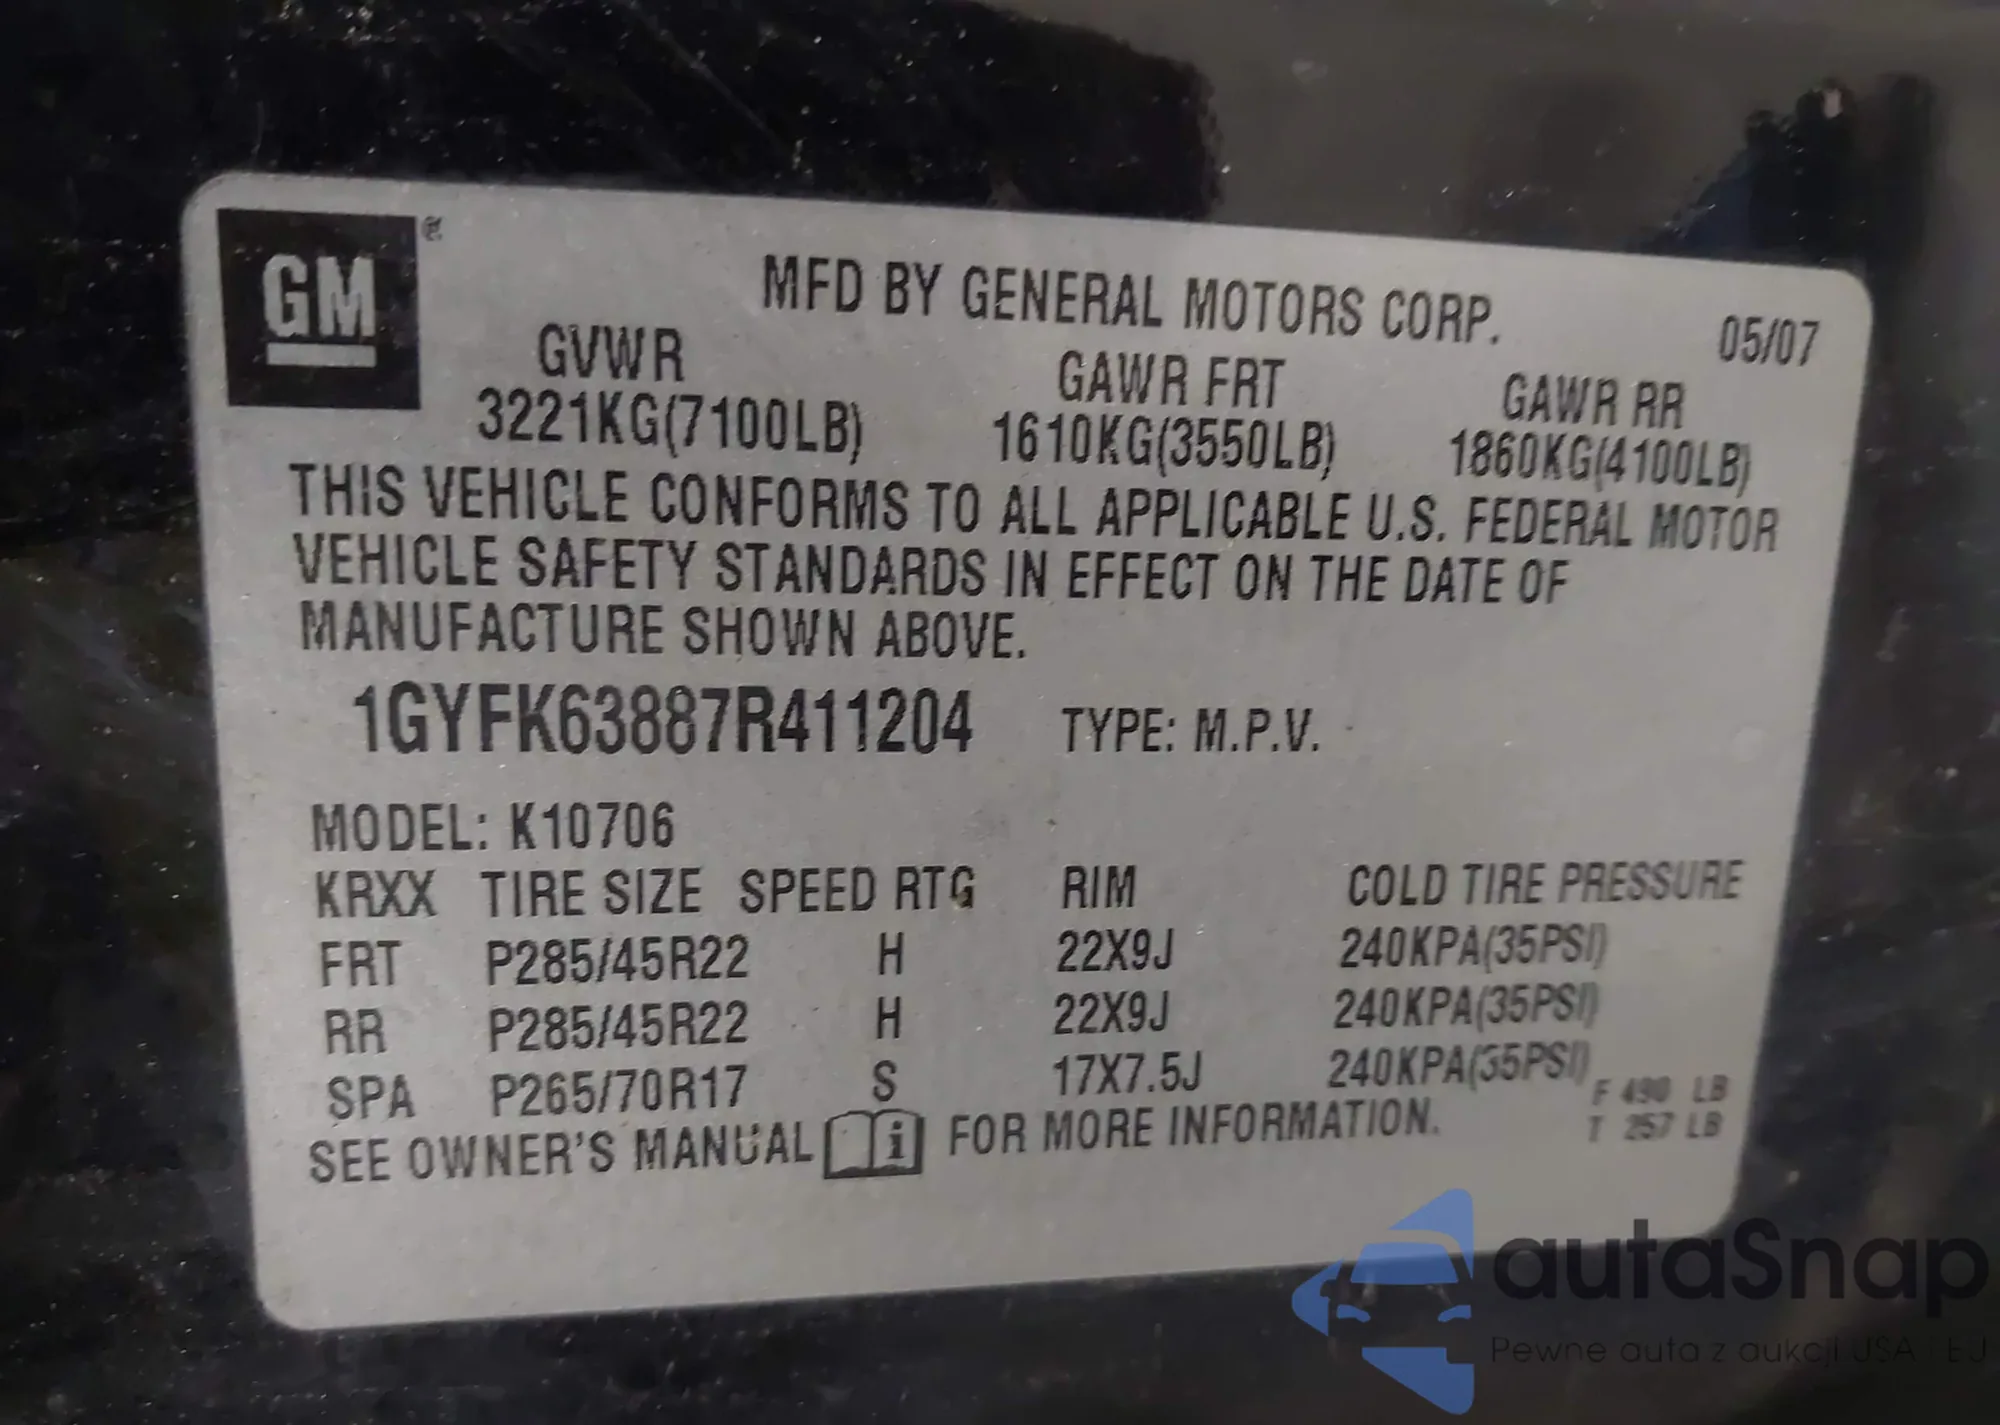 GM
MFD BY GENERAL MOTORS CORP.
05/07
GVWR GAWR FRT GAWR RR
3221KG(7100LB) 1610KG(3550LB) 1860KG(4100LB)
THIS VEHICLE CONFORMS TO ALL APPLICABLE U.S. FEDERAL MOTOR
VEHICLE SAFETY STANDARDS IN EFFECT ON THE DATE OF
MANUFACTURE SHOWN ABOVE.
1GYFK63887R411204 TYPE: M.P.V.
MODEL: K10706
KRXX TIRE SIZE SPEED RTG RIM COLD TIRE PRESSURE
FRT P285/45R22 H 22X9J 240KPA(35PSI)
RR P285/45R22 H 22X9J 240KPA(35PSI)
SPA P265/70R17 S 17X7.5J 240KPA(35PSI)
F 490 LB
T 257 LB
SEE OWNER'S MANUAL i FOR MORE INFORMATION.
autaSnap
Pewne auta z aukcji USA i EJ